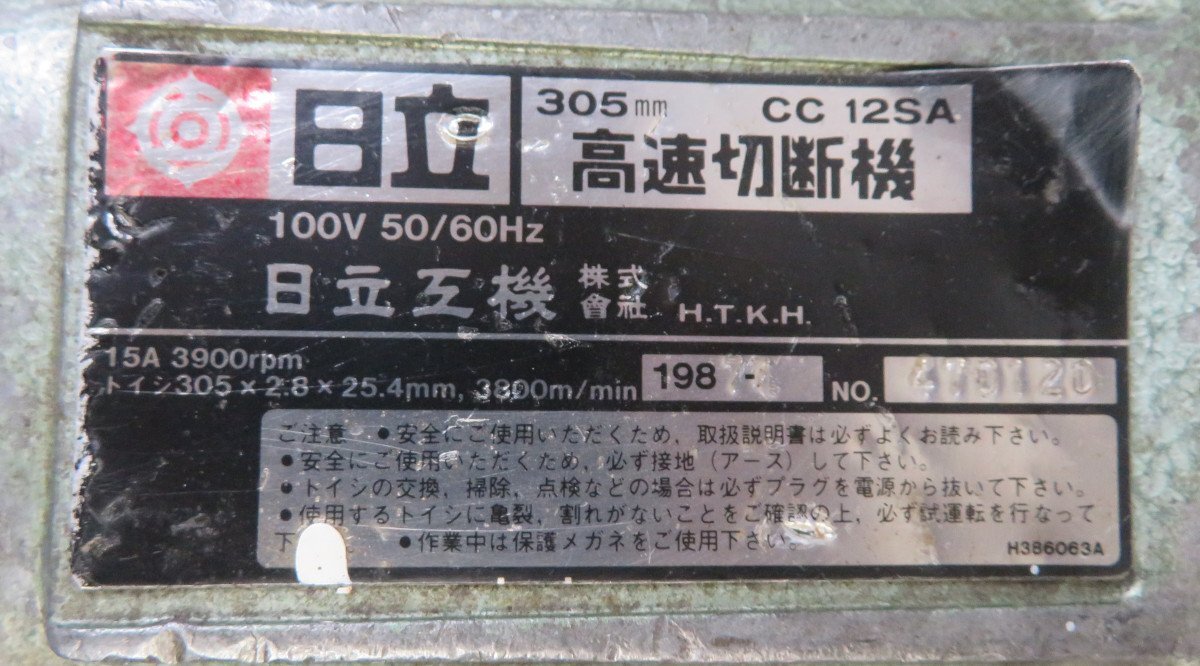 日立 305mm CC 12SA
高速切断機
100V 50/60Hz
日立工機 株式會社 H.T.K.H.
15A 3900rpm
トイシ305×2.8×25.4mm, 3800m/min 198 - NO.
ご注意 ●安全にご使用いただくため、取扱説明書は必ずよくお読み下さい。
●安全にご使用いただくため、必ず接地(アース)して下さい。
●トイシの交換、掃除、点検などの場合は必ずプラグを電源から抜いて下さい。
●使用するトイシに亀裂、割れがないことをご確認の上、必ず試運転を行なって
下 ●作業中は保護メガネをご使用下さい。 H386063A